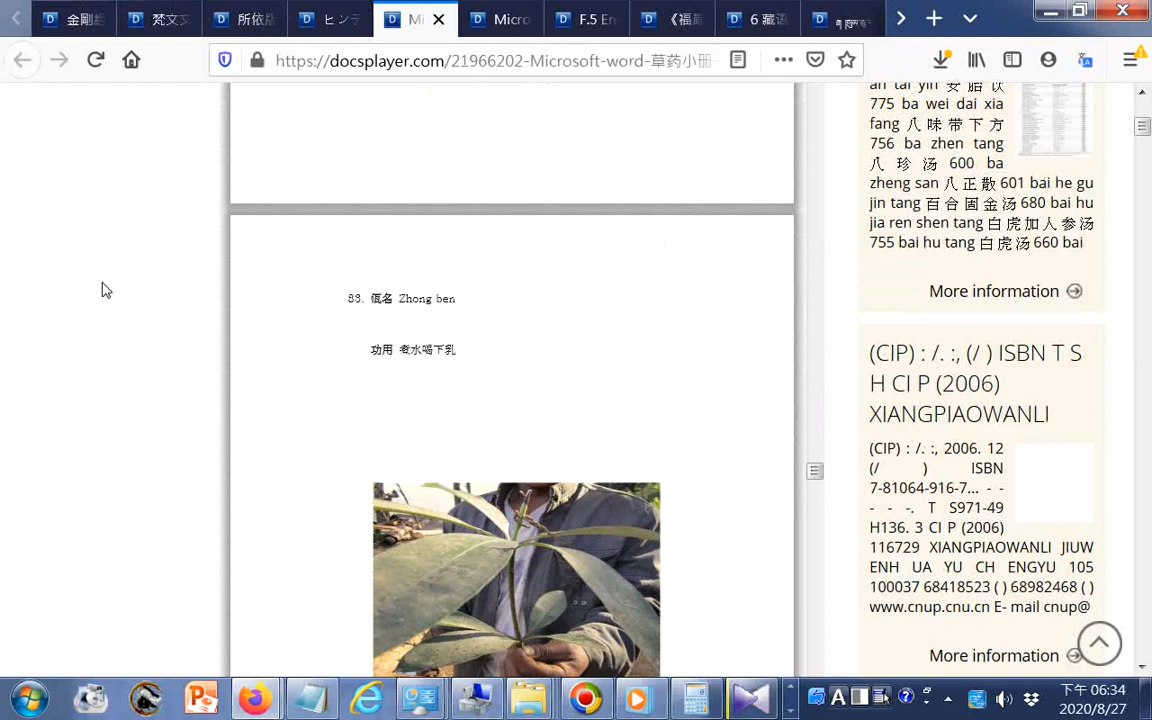 金剛經
梵文文
所依版
ヒンテ
Mi
Micro
F.5 En
《福嚴
6 藏语
https://docsplayer.com/21966202-Microsoft-word-草药小册-
an tai yin 安 胎 饮
775 ba wei dai xia
fang 八 味 带 下 方
756 ba zhen tang
八 珍 汤 600 ba
zheng san 八 正 散 601 bai he gu
jin tang 百 合 固 金 汤 680 bai hu
jia ren shen tang 白 虎 加 人 参 汤
755 bai hu tang 白 虎 汤 660 bai
More information
83. 佤名 Zhong ben
功用 煮水喝下乳
(CIP) : /. :, (/ ) ISBN T S
H CI P (2006)
XIANGPIAOWANLI
(CIP) : /. :, 2006. 12
(/ ) ISBN
7-81064-916-7... - -
- - -. T S971-49
H136. 3 CI P (2006)
116729 XIANGPIAOWANLI JIUW
ENH UA YU CH ENGYU 105
100037 68418523 ( ) 68982468 ( )
www.cnup.cnu.cn E- mail cnup@
More information
下午 06:34
2020/8/27